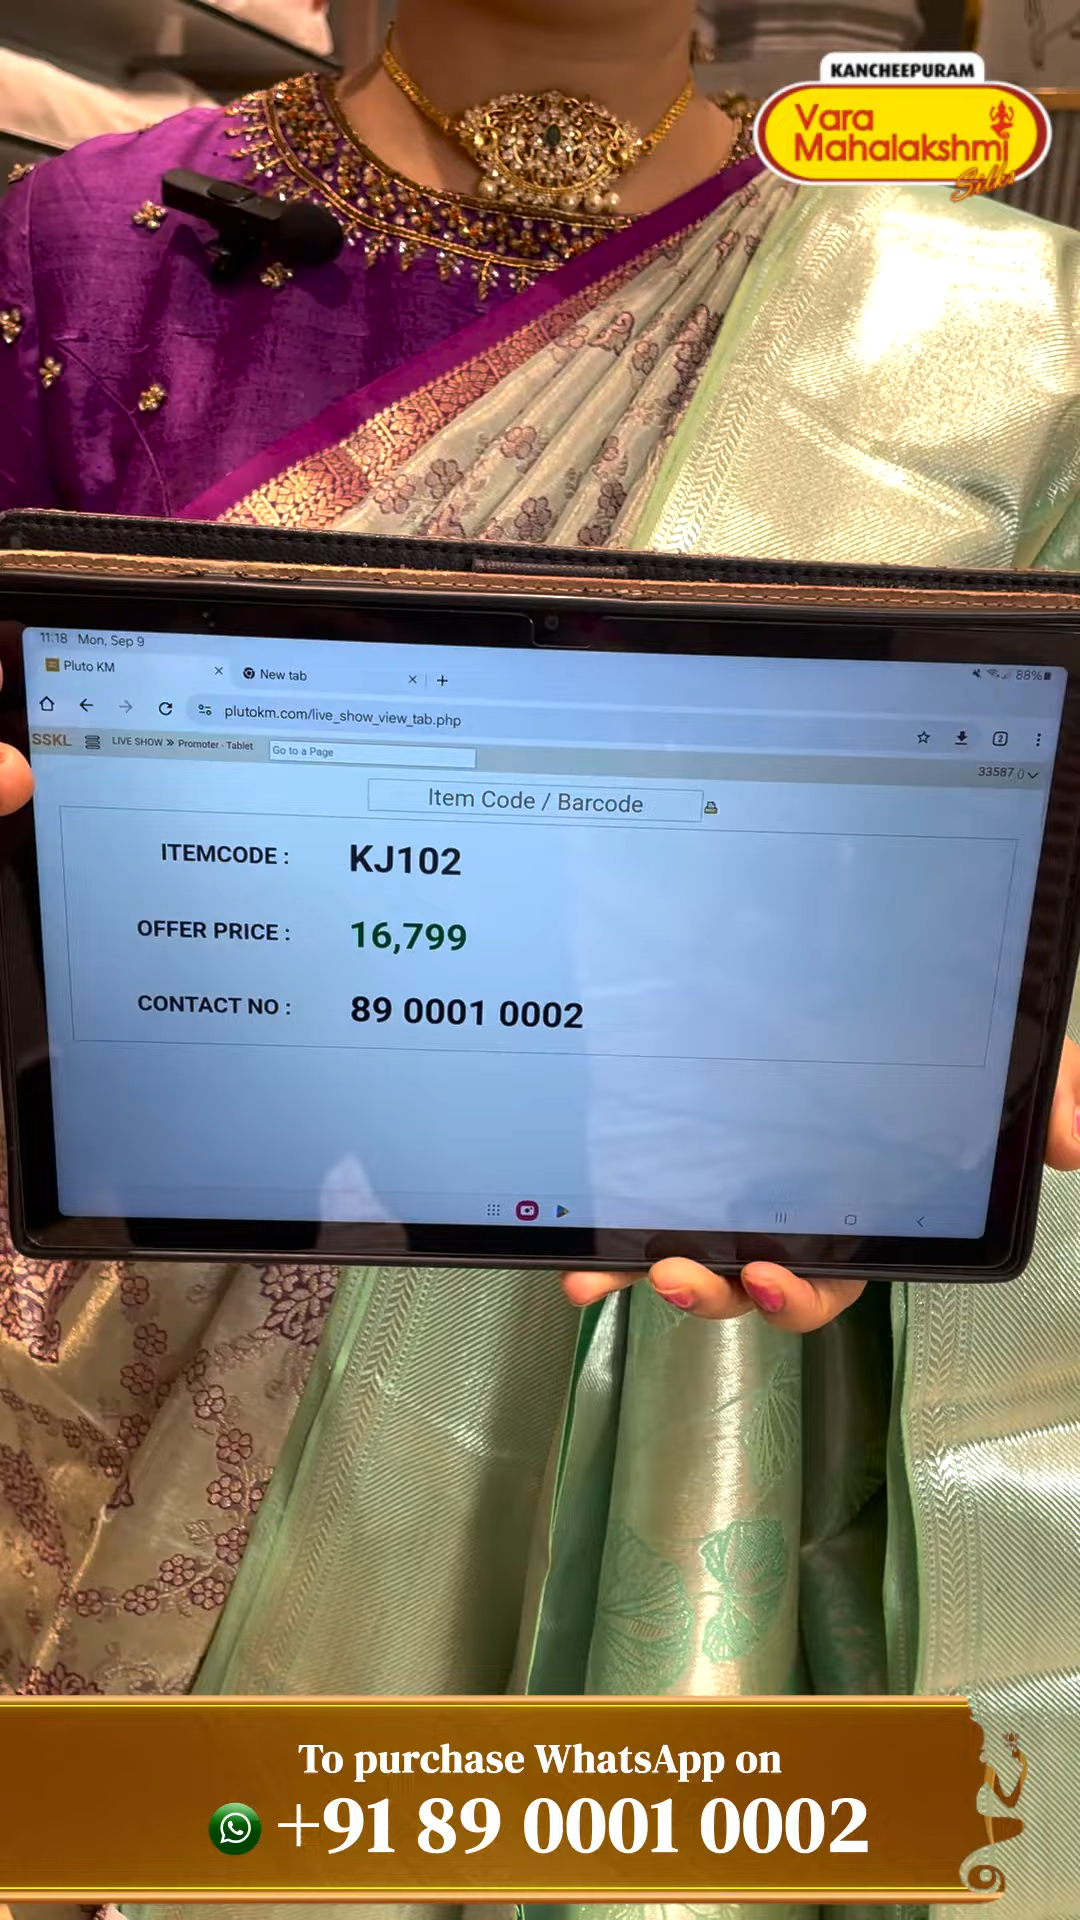 KANCHEEPURAM
Vara
Mahalakshmi
Silks
11:18 Mon, Sep 9
88%
Pluto KM
New tab
plutokm.com/live_show_view_tab.php
2
SSKL
LIVE SHOW » Promoter - Tablet
Go to a Page
33587 ()
Item Code / Barcode
ITEMCODE : KJ102
OFFER PRICE : 16,799
CONTACT NO : 89 0001 0002
To purchase WhatsApp on
+91 89 0001 0002